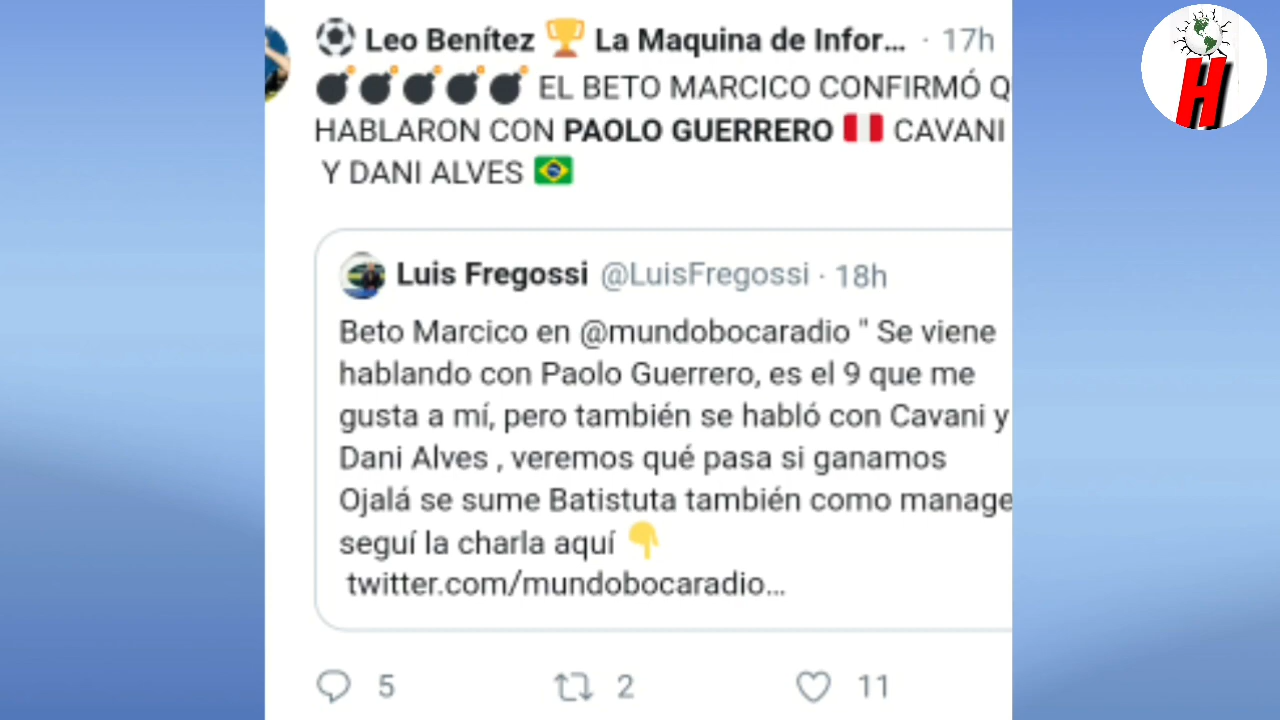 Leo Benítez 🏆 La Maquina de Infor... · 17h
EL BETO MARCICO CONFIRMÓ Q
HABLARON CON PAOLO GUERRERO 🇵🇪 CAVANI
Y DANI ALVES 🇧🇷
Luis Fregossi @LuisFregossi · 18h
Beto Marcico en @mundobocaradio " Se viene
hablando con Paolo Guerrero, es el 9 que me
gusta a mí, pero también se habló con Cavani y
Dani Alves , veremos qué pasa si ganamos
Ojalá se sume Batistuta también como manage
seguí la charla aquí 👇
twitter.com/mundobocaradio...
5 2 11
H